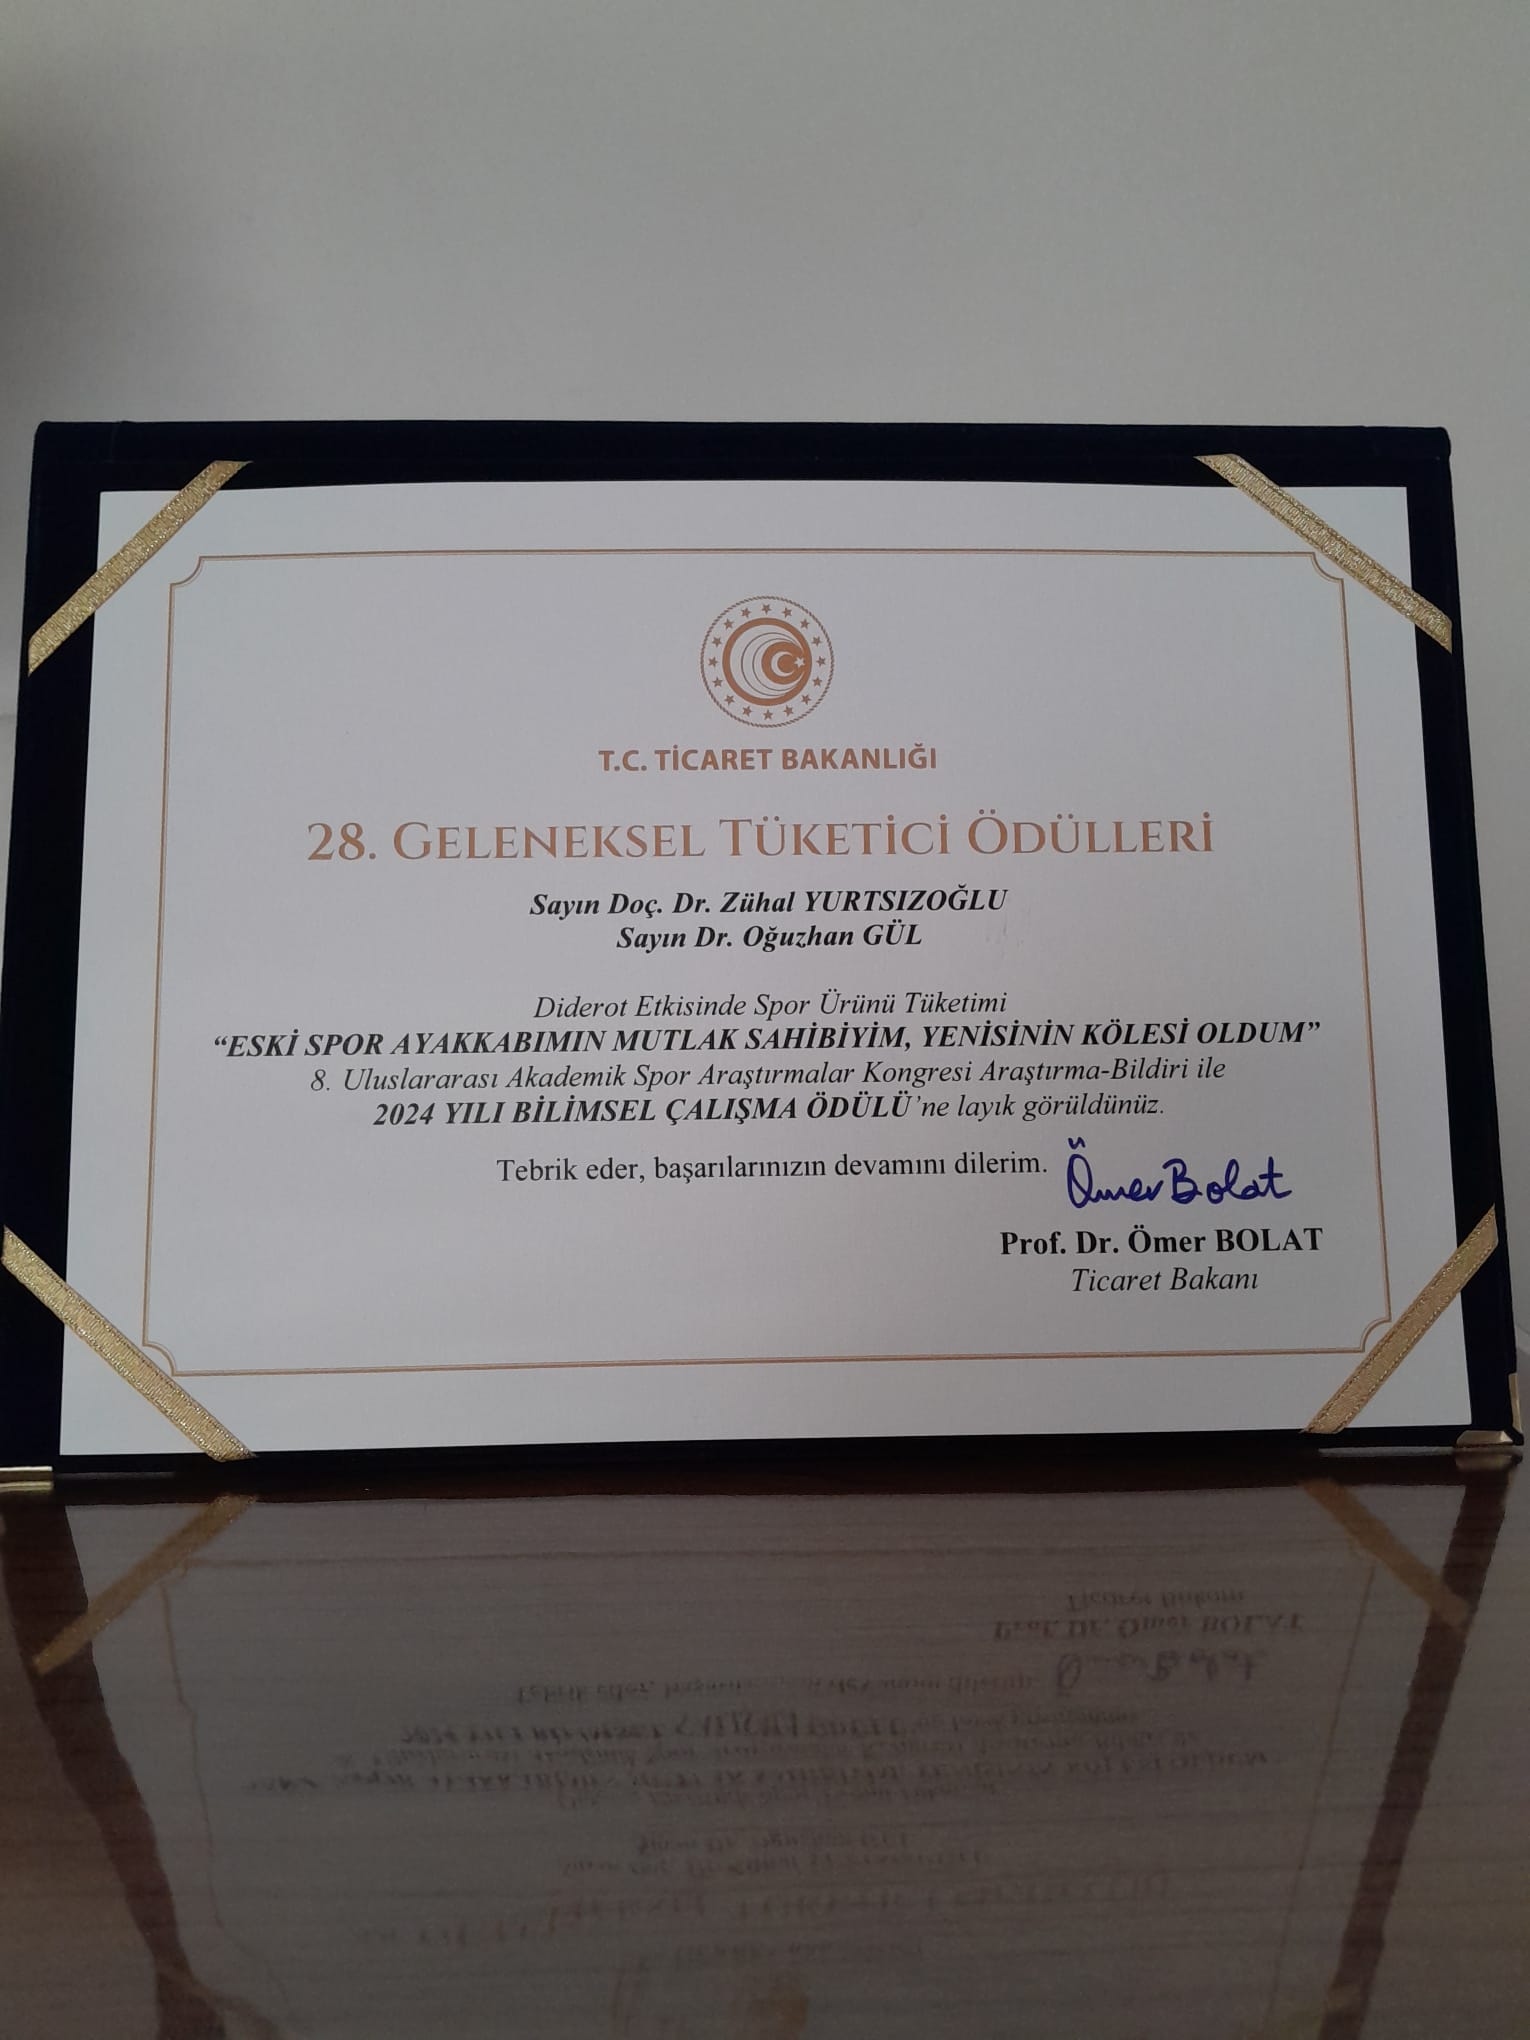 T.C. TİCARET BAKANLIĞI
28. GELENEKSEL TÜKETİCİ ÖDÜLLERİ
Sayın Doç. Dr. Zühal YURTSIZOĞLU
Sayın Dr. Oğuzhan GÜL
Diderot Etkisinde Spor Ürünü Tüketimi
“ESKİ SPOR AYAKKABIMIN MUTLAK SAHİBİYİM, YENİSİNİN KÖLESİ OLDUM”
8. Uluslararası Akademik Spor Araştırmalar Kongresi Araştırma-Bildiri ile
2024 YILI BİLİMSEL ÇALIŞMA ÖDÜLÜ’ne layık görüldünüz.
Tebrik eder, başarılarınızın devamını dilerim.
Ömer Bolat
Prof. Dr. Ömer BOLAT
Ticaret Bakanı